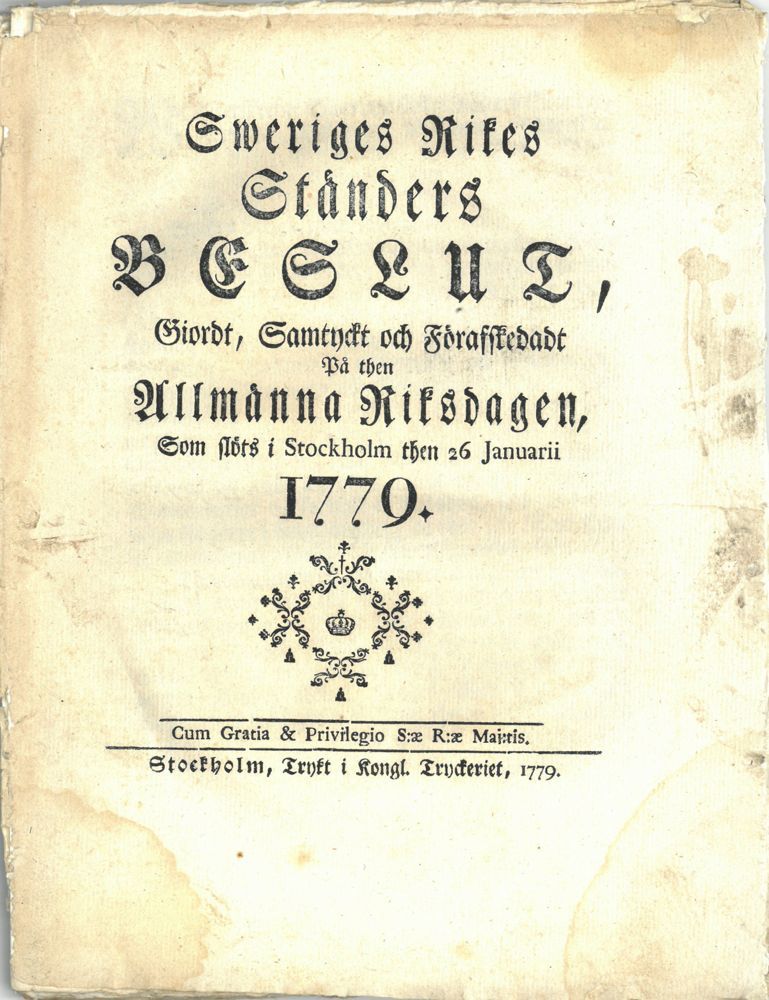 Sweriges Rikes
Ständers
BESLUT,
Giordt, Samtyckt och Förafskedadt
På then
Allmänna Riksdagen,
Som slöts i Stockholm then 26 Januarii
1779.
Cum Gratia & Privilegio S:æ R:æ Maj:tis.
Stockholm, Trykt i Kongl. Tryckeriet, 1779.